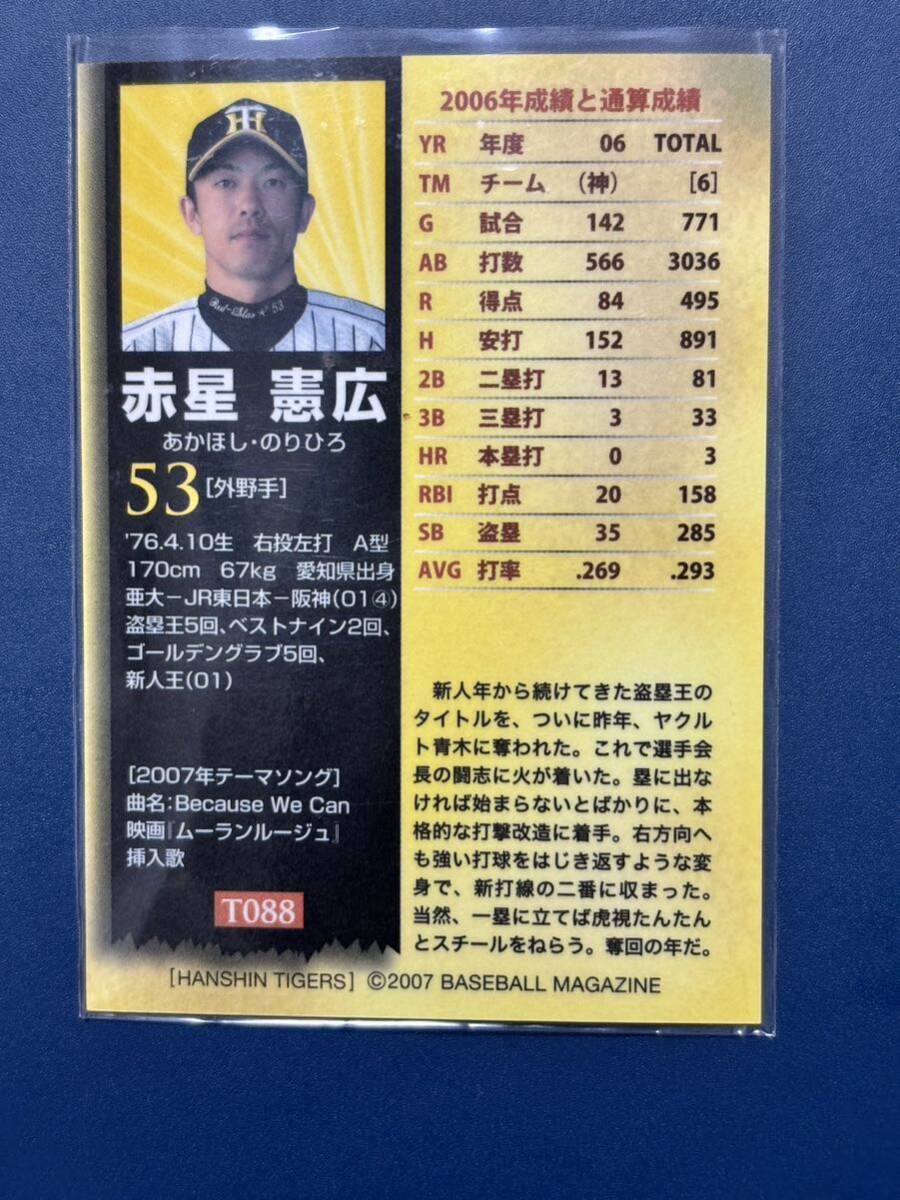 Red-Star 53
赤星 憲広
あかほし・のりひろ
53 [外野手]
'76.4.10生 右投左打 A型
170cm 67kg 愛知県出身
亜大－JR東日本－阪神(01④)
盗塁王5回、ベストナイン2回、
ゴールデングラブ5回、
新人王(01)
[2007年テーマソング]
曲名:Because We Can
映画『ムーランルージュ』
挿入歌
T088
2006年成績と通算成績
YR 年度 06 TOTAL
TM チーム (神) [6]
G 試合 142 771
AB 打数 566 3036
R 得点 84 495
H 安打 152 891
2B 二塁打 13 81
3B 三塁打 3 33
HR 本塁打 0 3
RBI 打点 20 158
SB 盗塁 35 285
AVG 打率 .269 .293
新人年から続けてきた盗塁王の
タイトルを、ついに昨年、ヤクル
ト青木に奪われた。これで選手会
長の闘志に火が着いた。塁に出な
ければ始まらないとばかりに、本
格的な打撃改造に着手。右方向へ
も強い打球をはじき返すような変
身で、新打線の二番に収まった。
当然、一塁に立てば虎視たんたん
とスチールをねらう。奪回の年だ。
[HANSHIN TIGERS] ©2007 BASEBALL MAGAZINE